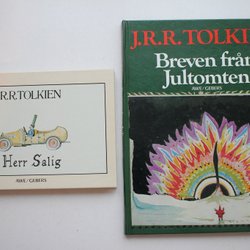 J.R.R.TOLKIEN
Herr Salig
AWE/GEBERS
J.R.R.TOLKIEN
Breven från
Jultomten
AWE/GEBERS